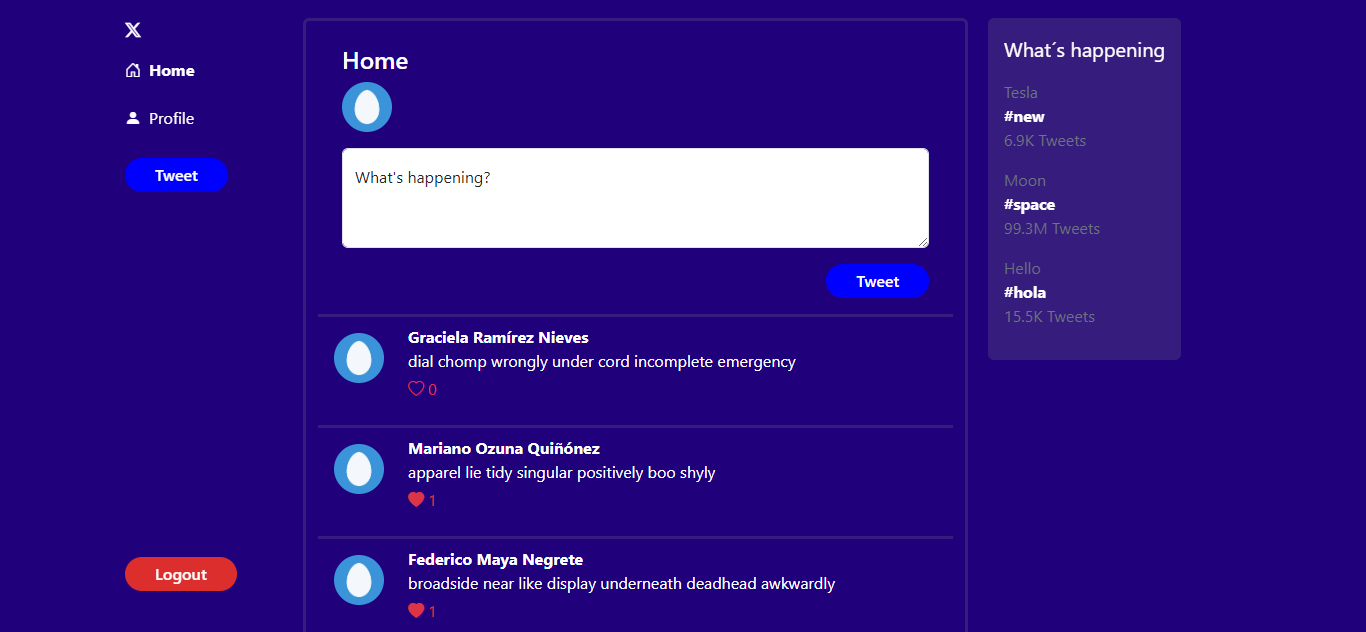 X
Home
Profile
Tweet
Logout
Home
What's happening?
Tweet
Graciela Ramírez Nieves
dial chomp wrongly under cord incomplete emergency
0
Mariano Ozuna Quiñónez
apparel lie tidy singular positively boo shyly
1
Federico Maya Negrete
broadside near like display underneath deadhead awkwardly
1
What´s happening
Tesla
#new
6.9K Tweets
Moon
#space
99.3M Tweets
Hello
#hola
15.5K Tweets